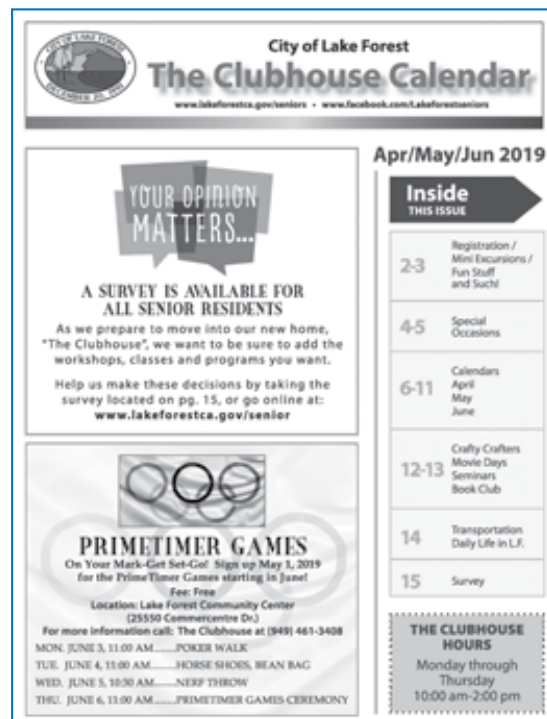 CITY OF LAKE FOREST
DECEMBER 20, 1991
City of Lake Forest
The Clubhouse Calendar
www.lakeforestca.gov/seniors • www.facebook.com/Lakeforestseniors
YOUR OPINION
MATTERS...
A SURVEY IS AVAILABLE FOR
ALL SENIOR RESIDENTS
As we prepare to move into our new home,
"The Clubhouse", we want to be sure to add the
workshops, classes and programs you want.
Help us make these decisions by taking the
survey located on pg. 15, or go online at:
www.lakeforestca.gov/senior
PRIMETIMER GAMES
On Your Mark-Get Set-Go! Sign up May 1, 2019
for the PrimeTimer Games starting in June!
Fee: Free
Location: Lake Forest Community Center
(25550 Commercentre Dr.)
For more information call: The Clubhouse at (949) 461-3408
MON. JUNE 3, 11:00 AM.........POKER WALK
TUE. JUNE 4, 11:00 AM.........HORSE SHOES, BEAN BAG
WED. JUNE 5, 10:30 AM.........NERF THROW
THU. JUNE 6, 11:00 AM.........PRIMETIMER GAMES CEREMONY
Apr/May/Jun 2019
Inside
THIS ISSUE
2-3 Registration /
Mini Excursions /
Fun Stuff
and Such!
4-5 Special
Occasions
6-11 Calendars
April
May
June
12-13 Crafty Crafters
Movie Days
Seminars
Book Club
14 Transportation
Daily Life in L.F.
15 Survey
THE CLUBHOUSE
HOURS
Monday through
Thursday
10:00 am-2:00 pm